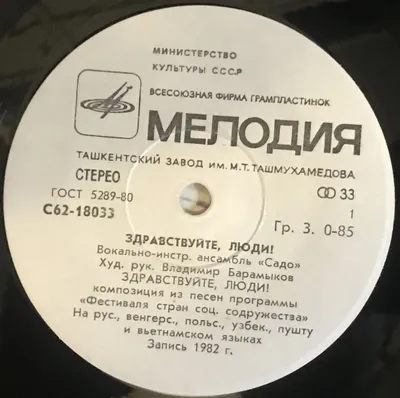 МИНИСТЕРСТВО
КУЛЬТУРЫ СССР
ВСЕСОЮЗНАЯ ФИРМА ГРАМПЛАСТИНОК
МЕЛОДИЯ
ТАШКЕНТСКИЙ ЗАВОД ИМ. М.Т. ТАШМУХАМЕДОВА
СТЕРЕО
33
ГОСТ 5289-80
1
С62-18033
Гр. 3. 0-85
ЗДРАВСТВУЙТЕ, ЛЮДИ!
Вокально-инстр. ансамбль «Садо»
Худ. рук. Владимир Барамыков
ЗДРАВСТВУЙТЕ, ЛЮДИ!
композиция из песен программы
«Фестиваля стран соц. содружества»
На рус., венгерс., польс., узбек., пушту
и вьетнамском языках
Запись 1982 г.